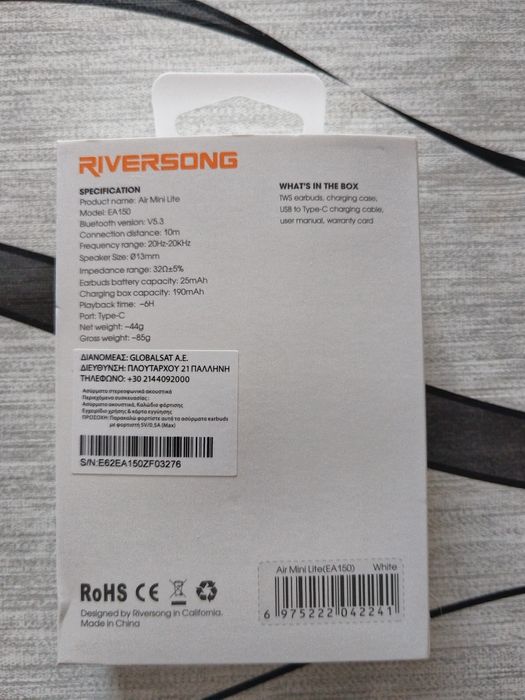 RIVERSONG
SPECIFICATION
Product name: Air Mini Lite
Model: EA150
Bluetooth version: V5.3
Connection distance: 10m
Frequency range: 20Hz-20KHz
Speaker Size: Ø13mm
Impedance range: 32Ω±5%
Earbuds battery capacity: 25mAh
Charging box capacity: 190mAh
Playback time: ~6H
Port: Type-C
Net weight: ~44g
Gross weight: ~85g
WHAT'S IN THE BOX
TWS earbuds, charging case,
USB to Type-C charging cable,
user manual, warranty card
ΔΙΑΝΟΜΕΑΣ: GLOBALSAT A.E.
ΔΙΕΥΘΥΝΣΗ: ΠΛΟΥΤΑΡΧΟΥ 21 ΠΑΛΛΗΝΗ
ΤΗΛΕΦΩΝΟ: +30 2144092000
Ασύρματα στερεοφωνικά ακουστικά
Περιεχόμενα συσκευασίας:
Ασύρματα ακουστικά, Καλώδιο φόρτισης
Εγχειρίδιο χρήσης & κάρτα εγγύησης
ΠΡΟΣΟΧΗ: Παρακαλώ φορτίστε αυτά τα ασύρματα earbuds
με φορτιστή 5V/0.5A (Max)
S/N:E62EA150ZF03276
RoHS CE
Designed by Riversong in California.
Made in China
Air Mini Lite(EA150) White
6 975222 042241